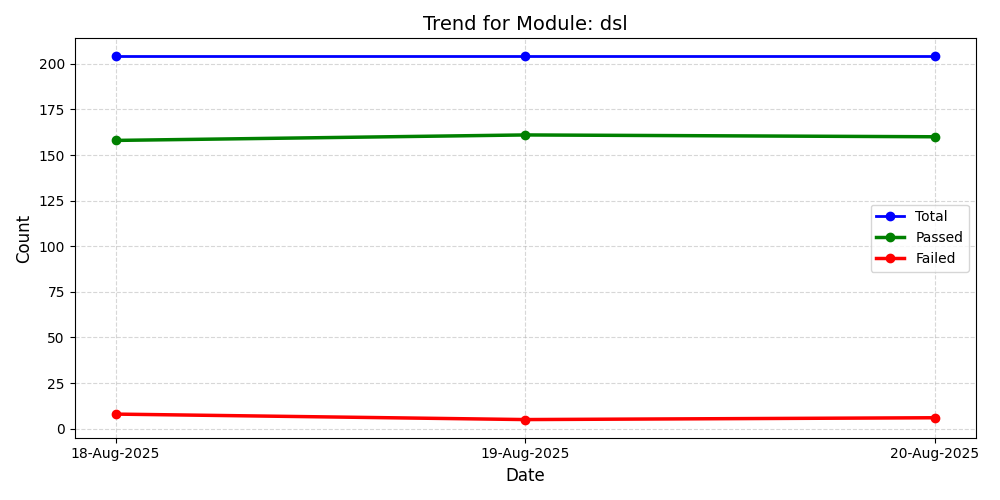 Trend for Module: dsl
Count
200
175
150
125
100
75
50
25
0
Total
Passed
Failed
18-Aug-2025
19-Aug-2025
20-Aug-2025
Date